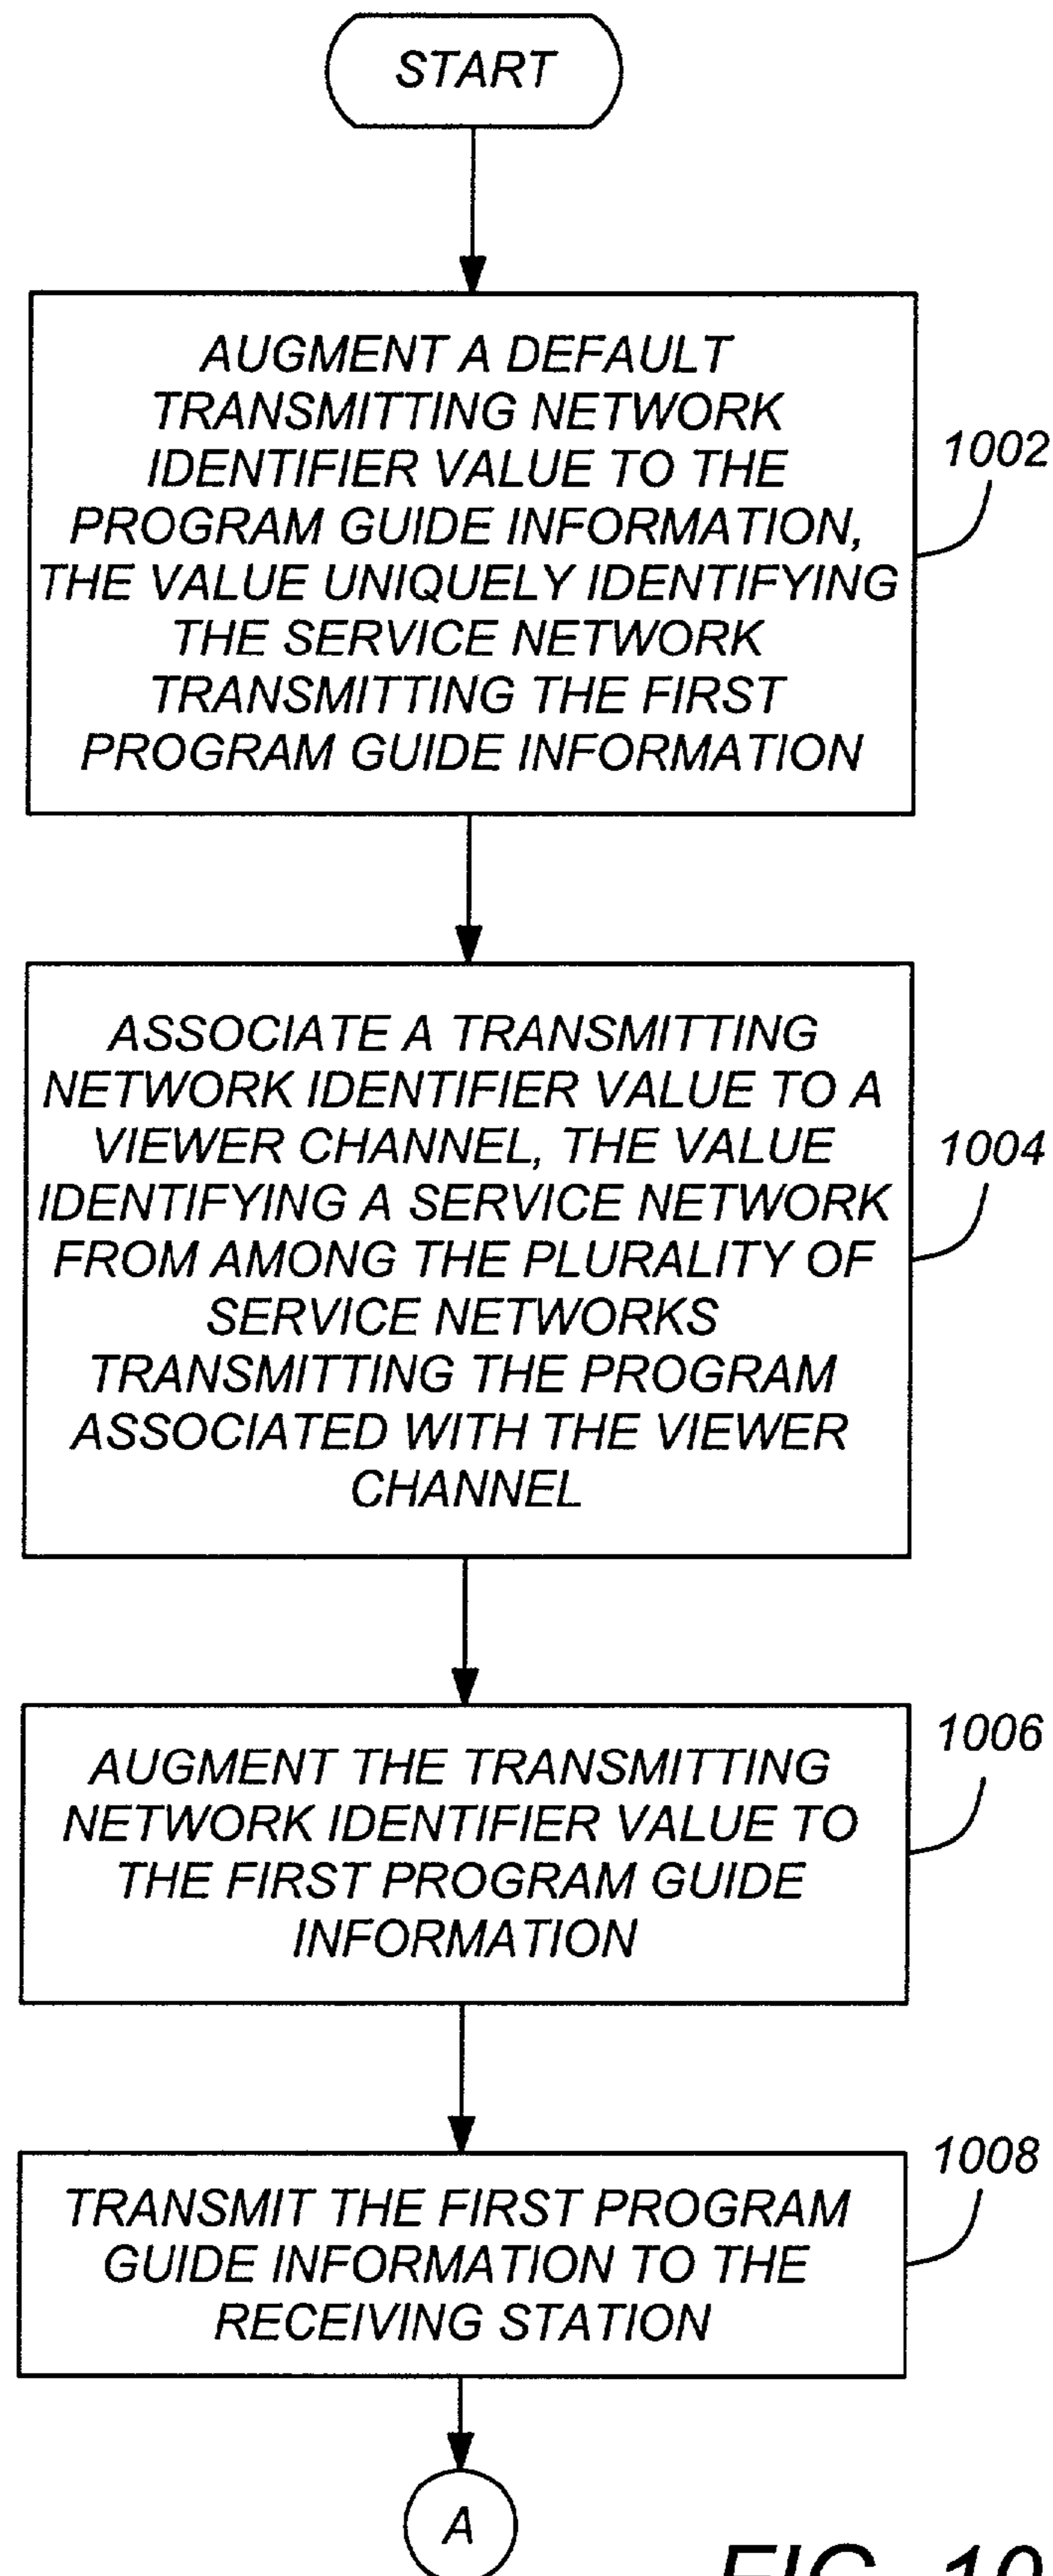 START
AUGMENT A DEFAULT
TRANSMITTING NETWORK
IDENTIFIER VALUE TO THE
PROGRAM GUIDE INFORMATION,
THE VALUE UNIQUELY IDENTIFYING
THE SERVICE NETWORK
TRANSMITTING THE FIRST
PROGRAM GUIDE INFORMATION
1002
ASSOCIATE A TRANSMITTING
NETWORK IDENTIFIER VALUE TO A
VIEWER CHANNEL, THE VALUE
IDENTIFYING A SERVICE NETWORK
FROM AMONG THE PLURALITY OF
SERVICE NETWORKS
TRANSMITTING THE PROGRAM
ASSOCIATED WITH THE VIEWER
CHANNEL
1004
AUGMENT THE TRANSMITTING
NETWORK IDENTIFIER VALUE TO
THE FIRST PROGRAM GUIDE
INFORMATION
1006
TRANSMIT THE FIRST PROGRAM
GUIDE INFORMATION TO THE
RECEIVING STATION
1008
A
FIG. 10